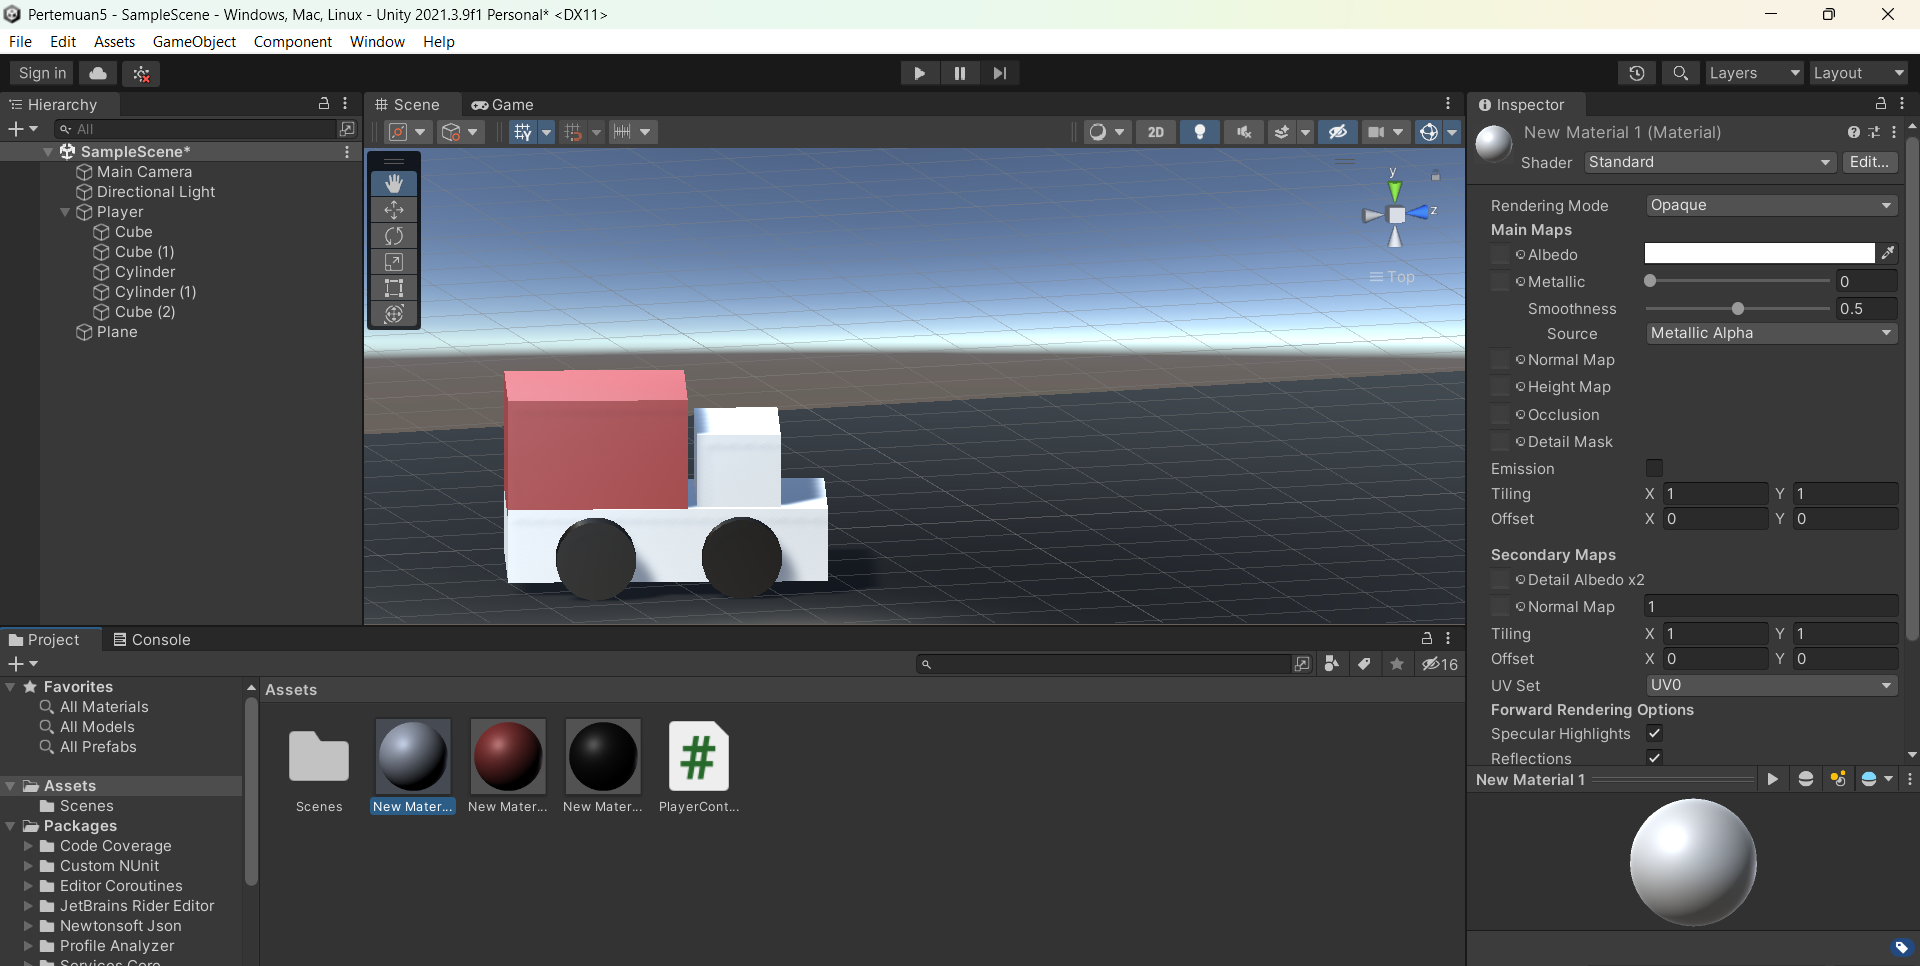 Pertemuan5 - SampleScene - Windows, Mac, Linux - Unity 2021.3.9f1 Personal* <DX11>
File Edit Assets GameObject Component Window Help
Sign in
Layers
Layout
Hierarchy
All
SampleScene*
Main Camera
Directional Light
Player
Cube
Cube (1)
Cylinder
Cylinder (1)
Cube (2)
Plane
Scene
Game
2D
y
z
Top
Inspector
New Material 1 (Material)
Shader Standard Edit...
Rendering Mode Opaque
Main Maps
Albedo
Metallic 0
Smoothness 0.5
Source Metallic Alpha
Normal Map
Height Map
Occlusion
Detail Mask
Emission
Tiling X 1 Y 1
Offset X 0 Y 0
Secondary Maps
Detail Albedo x2
Normal Map 1
Tiling X 1 Y 1
Offset X 0 Y 0
UV Set UV0
Forward Rendering Options
Specular Highlights
Reflections
New Material 1
Project
Console
16
Favorites
All Materials
All Models
All Prefabs
Assets
Scenes
Packages
Code Coverage
Custom NUnit
Editor Coroutines
JetBrains Rider Editor
Newtonsoft Json
Profile Analyzer
Services Core
Assets
Scenes
New Mater...
New Mater...
New Mater...
#
PlayerCont...